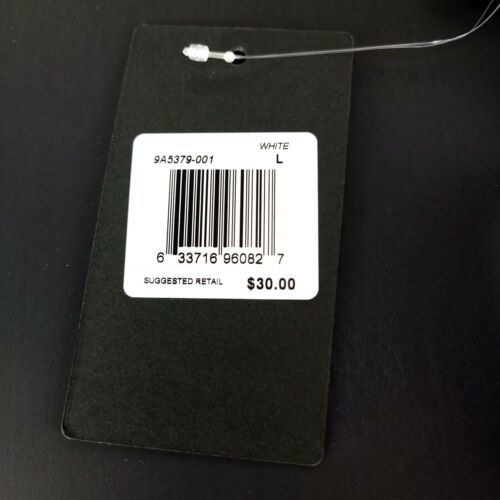 WHITE
9A5379-001 L
6 33716 96082 7
SUGGESTED RETAIL $30.00